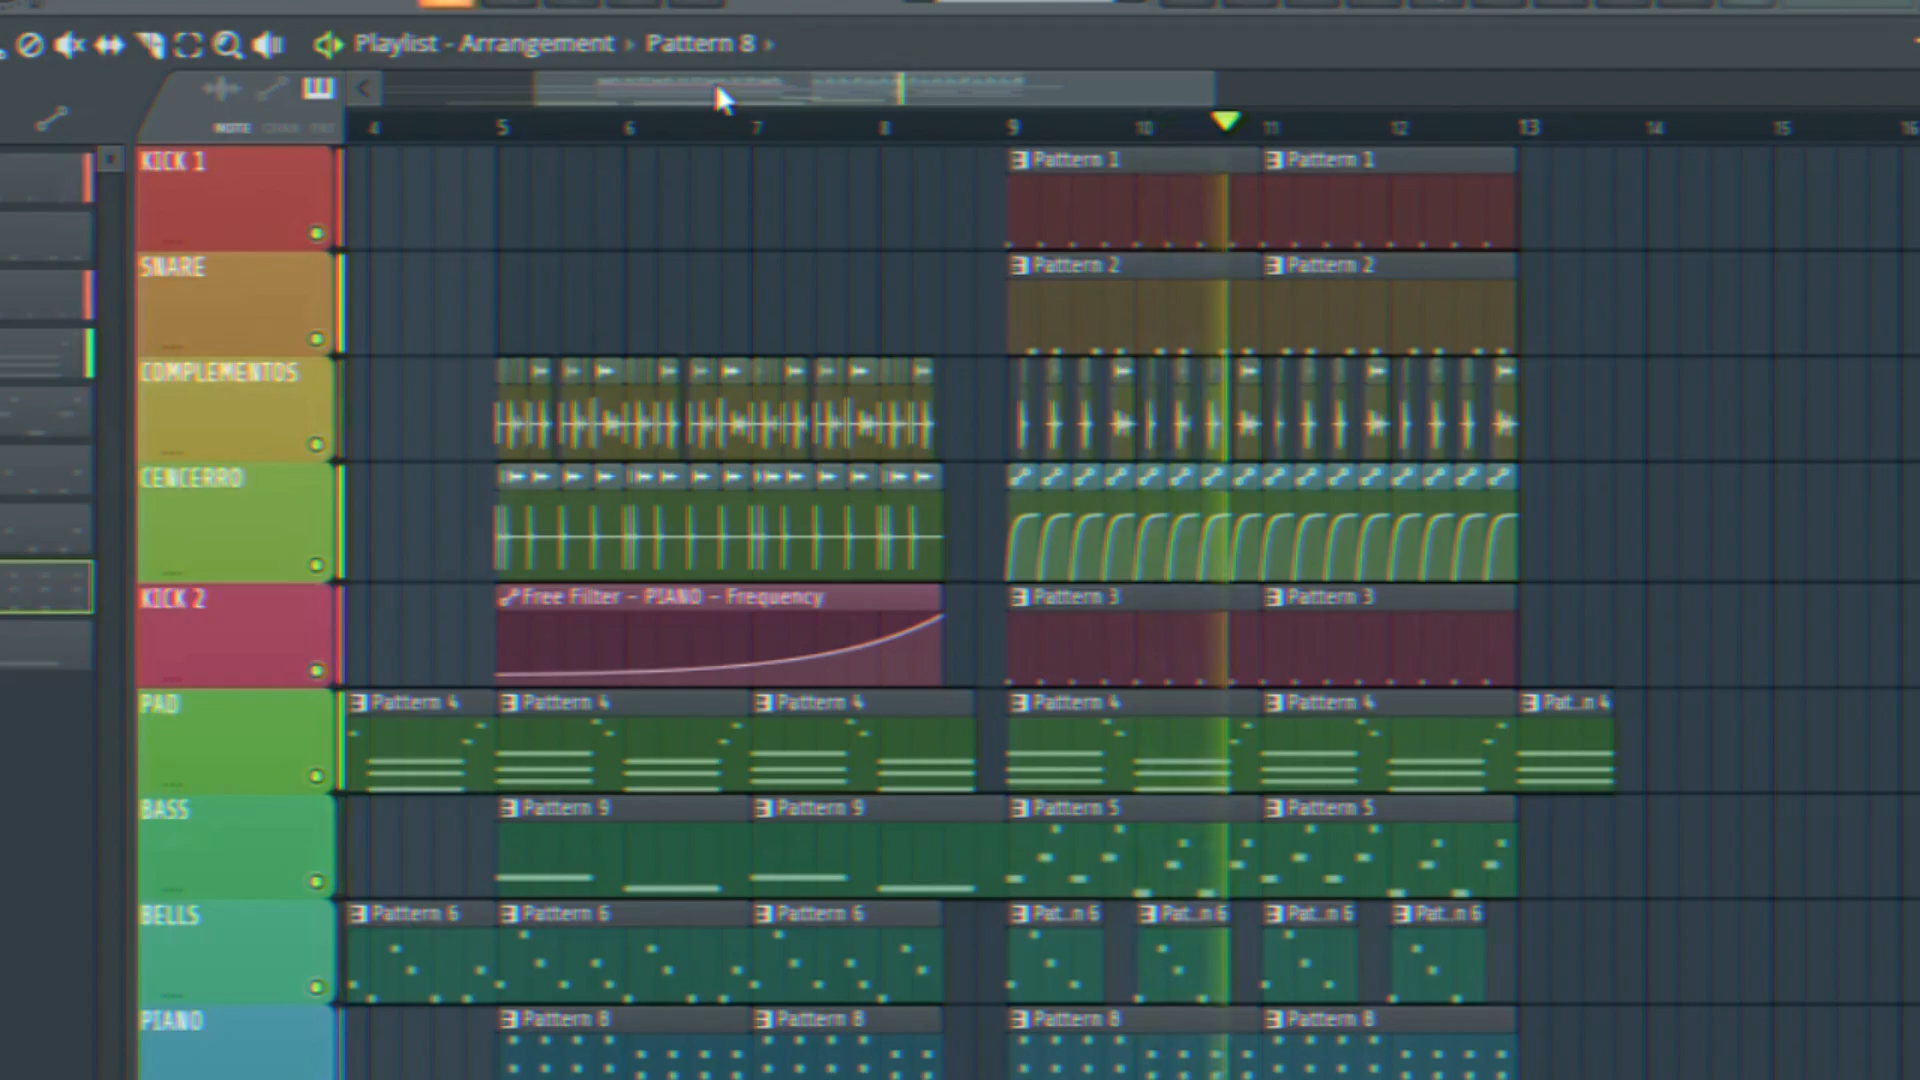 Playlist - Arrangement › Pattern 8 ›
NOTE
4 5 6 7 8 9 10 11 12 13 14 15 16
KICK 1
Pattern 1 Pattern 1
SNARE
Pattern 2 Pattern 2
COMPLEMENTOS
CENCERRO
KICK 2
Free Filter - PIANO - Frequency
Pattern 3 Pattern 3
PAD
Pattern 4 Pattern 4 Pattern 4 Pattern 4 Pattern 4 Pat..n 4
BASS
Pattern 9 Pattern 9 Pattern 5 Pattern 5
BELLS
Pattern 6 Pattern 6 Pattern 6 Pat..n 6 Pat..n 6 Pat..n 6 Pat..n 6
PIANO
Pattern 8 Pattern 8 Pattern 8 Pattern 8